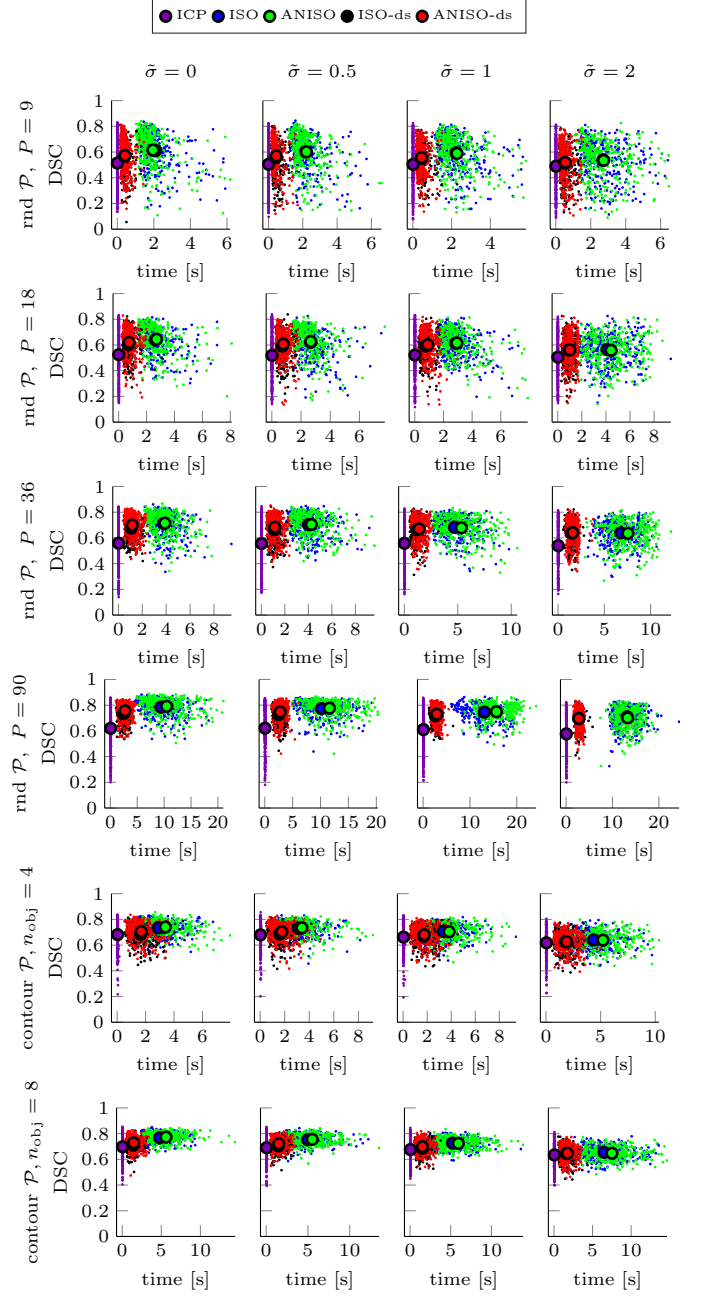 ICP ISO ANISO ISO-ds ANISO-ds
σ̃ = 0 σ̃ = 0.5 σ̃ = 1 σ̃ = 2
rnd 𝒫, P = 9
DSC
1
0.8
0.6
0.4
0.2
0
0 2 4 6 0 2 4 6 0 2 4 0 2 4 6
time [s] time [s] time [s] time [s]
rnd 𝒫, P = 18
DSC
1
0.8
0.6
0.4
0.2
0
0 2 4 6 8 0 2 4 6 0 2 4 6 0 2 4 6 8
time [s] time [s] time [s] time [s]
rnd 𝒫, P = 36
DSC
1
0.8
0.6
0.4
0.2
0
0 2 4 6 8 0 2 4 6 8 0 5 10 0 5 10
time [s] time [s] time [s] time [s]
rnd 𝒫, P = 90
DSC
1
0.8
0.6
0.4
0.2
0
0 5 10 15 20 0 5 10 15 20 0 10 20 0 10 20
time [s] time [s] time [s] time [s]
contour 𝒫, n_obj = 4
DSC
1
0.8
0.6
0.4
0.2
0
0 2 4 6 0 2 4 6 8 0 2 4 6 8 0 5 10
time [s] time [s] time [s] time [s]
contour 𝒫, n_obj = 8
DSC
1
0.8
0.6
0.4
0.2
0
0 5 10 0 5 10 0 5 10 0 5 10
time [s] time [s] time [s] time [s]